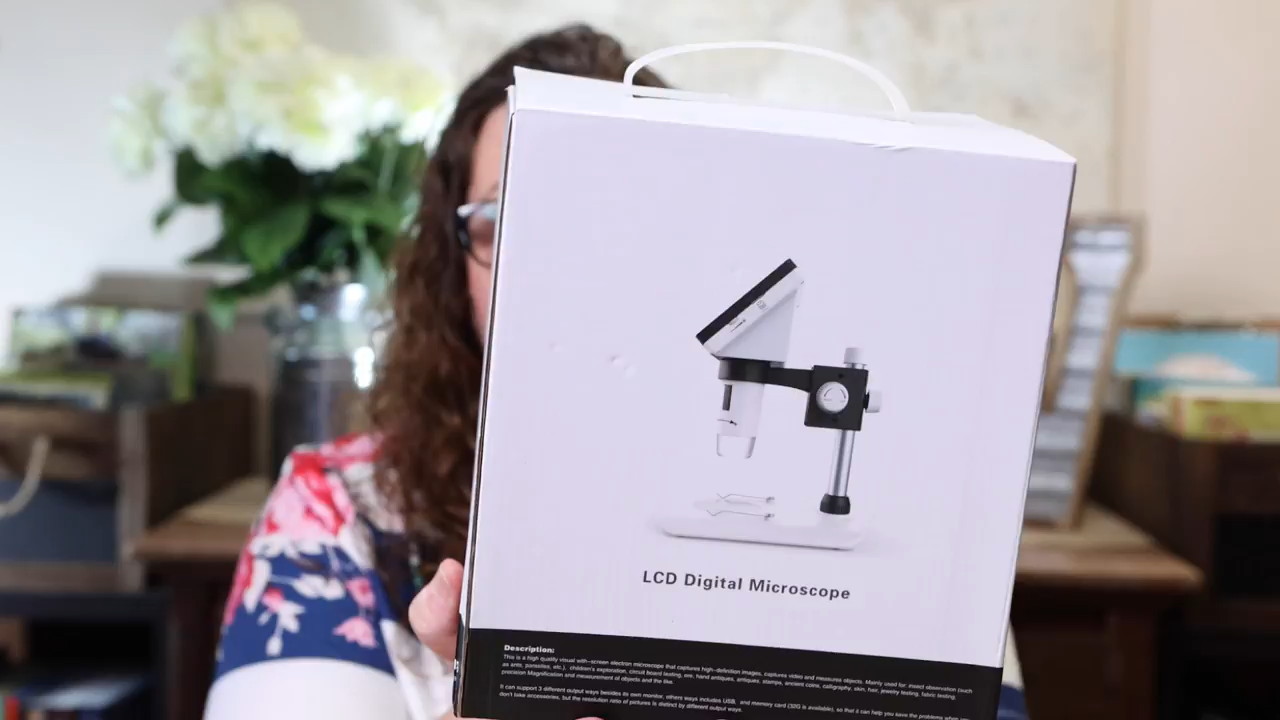 LCD Digital Microscope
Description:
This is a high quality visual with-screen electron microscope that captures high-definition images, captures video and measures objects. Mainly used for: insect observation (such
as ants, parasites, etc.), children's exploration, circuit board testing, ore, hand antiques, antiques, stamps, ancient coins, calligraphy, skin, hair, jewelry testing, fabric testing,
precision Magnification and measurement of objects and the like.
It can support 3 different output ways besides as own monitor, others ways includes USB, and memory card (32G is available), so that it can help you save the problems when you
don't take accessories, but the resolution ratio of pictures is distinct by different output ways.